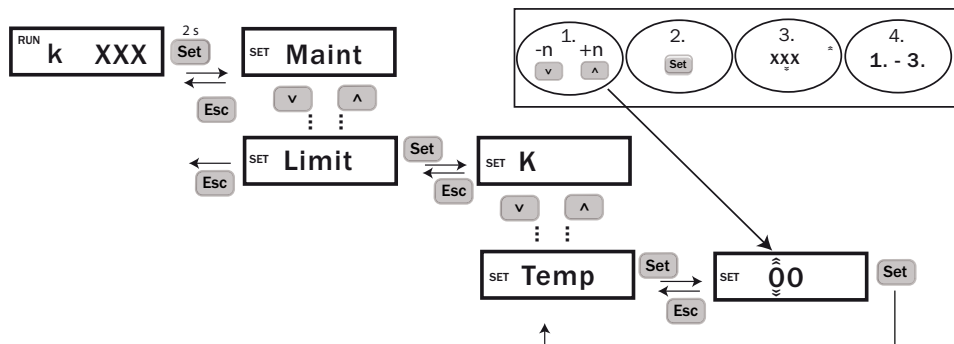 2 s
RUN k XXX
Set
SET Maint
Esc
1.
-n +n
2.
Set
3.
xxx
4.
1. - 3.
SET Limit
Set
Esc
Esc
SET K
SET Temp
Set
Esc
SET 00
Set